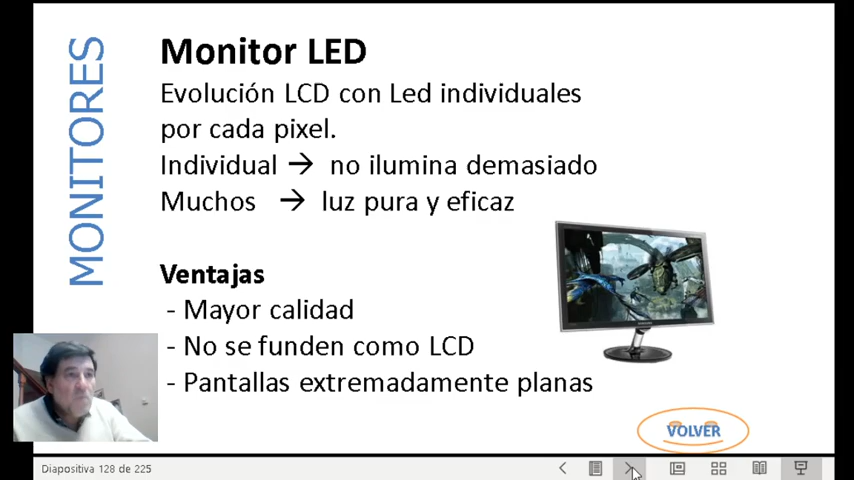 MONITORES
Monitor LED
Evolución LCD con Led individuales
por cada pixel.
Individual → no ilumina demasiado
Muchos → luz pura y eficaz
Ventajas
- Mayor calidad
- No se funden como LCD
- Pantallas extremadamente planas
VOLVER
Diapositiva 128 de 225